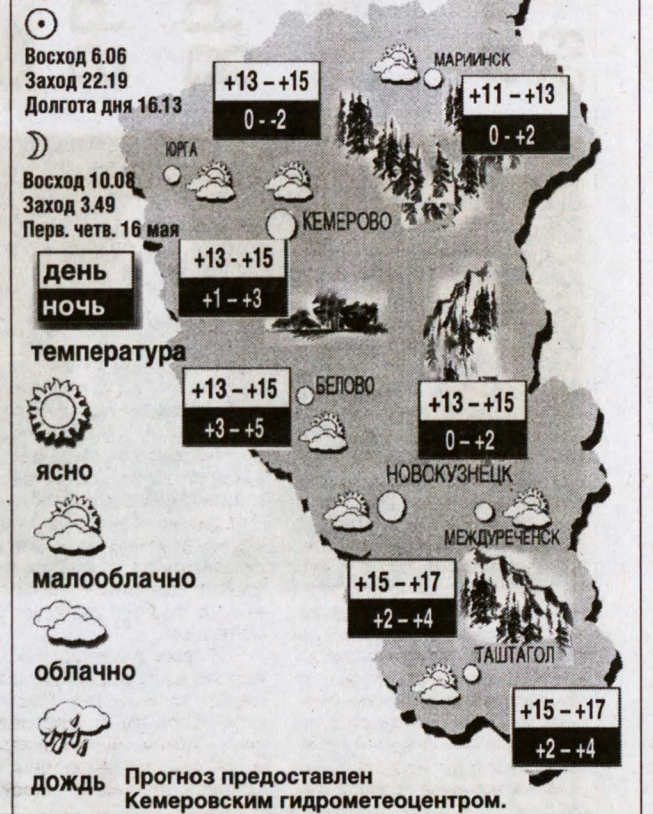 Восход 6.06
Заход 22.19
Долгота дня 16.13
Восход 10.08
Заход 3.49
Перв. четв. 16 мая
день
ночь
температура
ясно
малооблачно
облачно
дождь
МАРИИНСК
+11 – +13
0 - +2
+13 – +15
0 - -2
ЮРГА
КЕМЕРОВО
+13 - +15
+1 – +3
БЕЛОВО
+13 – +15
+3 – +5
+13 – +15
0 – +2
НОВОКУЗНЕЦК
МЕЖДУРЕЧЕНСК
+15 – +17
+2 – +4
ТАШТАГОЛ
+15 – +17
+2 – +4
Прогноз предоставлен
Кемеровским гидрометеоцентром.